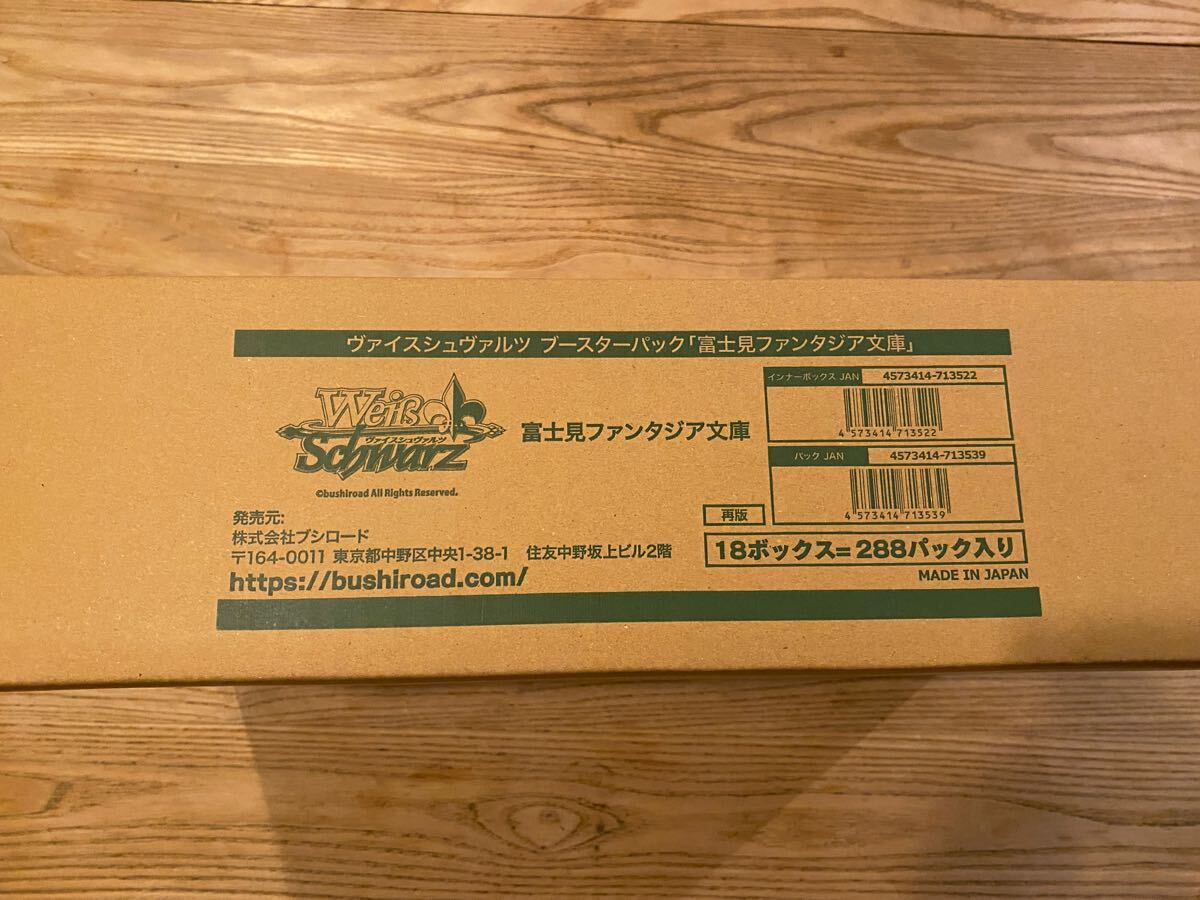 ヴァイスシュヴァルツ ブースターパック「富士見ファンタジア文庫」
Weiß
ヴァイスシュヴァルツ
Schwarz
©bushiroad All Rights Reserved.
富士見ファンタジア文庫
インナーボックス JAN 4573414-713522
4 573414 713522
パック JAN 4573414-713539
4 573414 713539
発売元:
株式会社ブシロード
〒164-0011 東京都中野区中央1-38-1 住友中野坂上ビル2階
https://bushiroad.com/
再版
18ボックス=288パック入り
MADE IN JAPAN